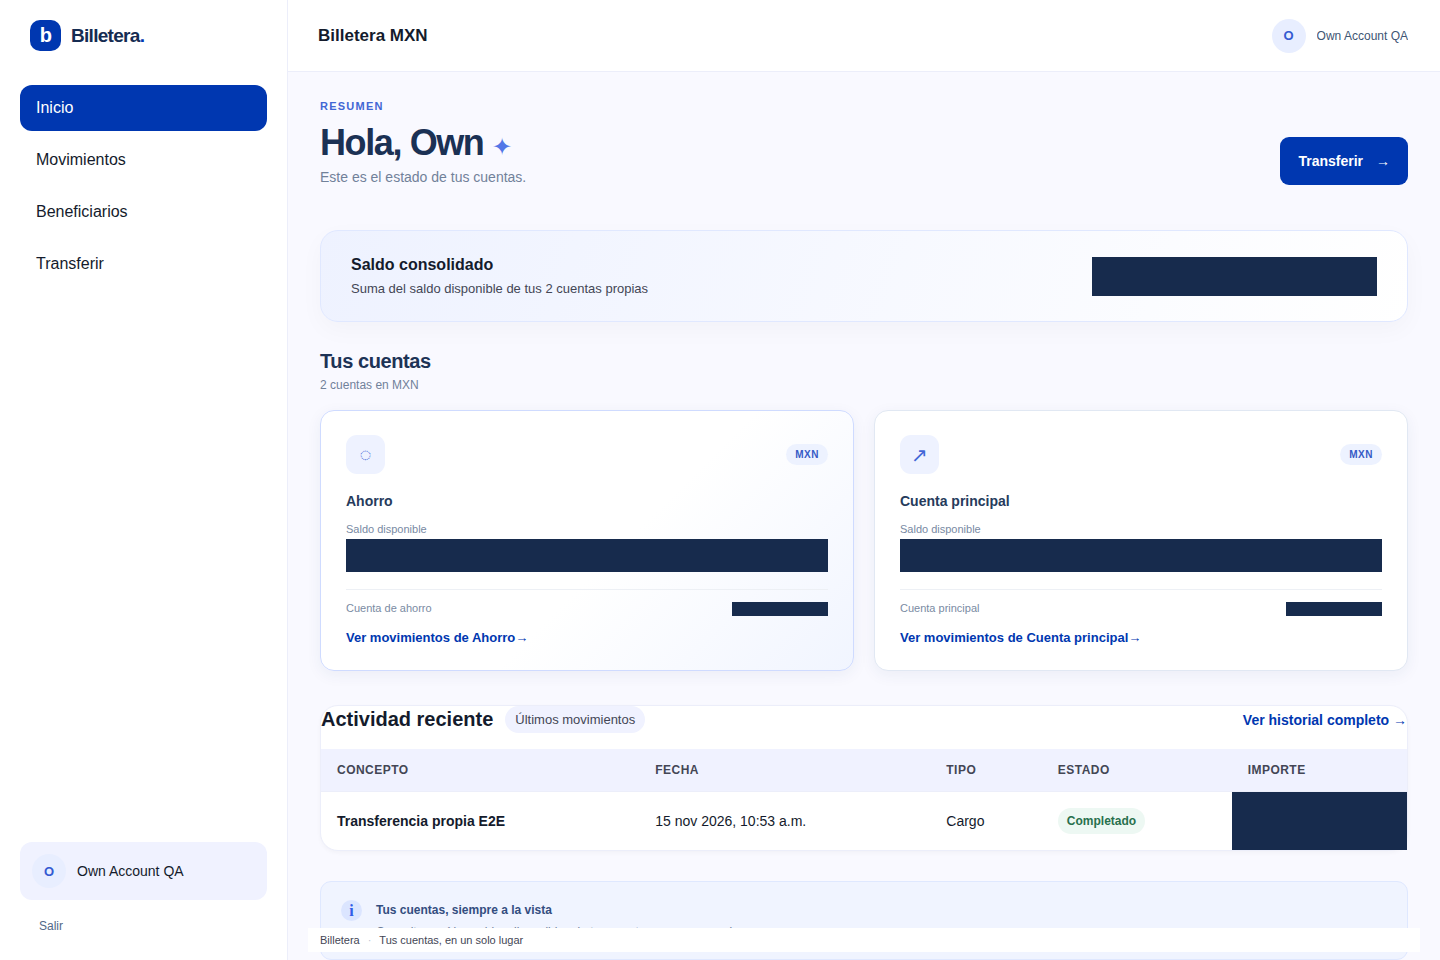 b Billetera.
Billetera MXN
O Own Account QA
Inicio
Movimientos
Beneficiarios
Transferir
RESUMEN
Hola, Own ✦
Este es el estado de tus cuentas.
Transferir →
Saldo consolidado
Suma del saldo disponible de tus 2 cuentas propias
Tus cuentas
2 cuentas en MXN
MXN
Ahorro
Saldo disponible
Cuenta de ahorro
Ver movimientos de Ahorro→
↗ MXN
Cuenta principal
Saldo disponible
Cuenta principal
Ver movimientos de Cuenta principal→
Actividad reciente Últimos movimientos Ver historial completo →
CONCEPTO FECHA TIPO ESTADO IMPORTE
Transferencia propia E2E 15 nov 2026, 10:53 a.m. Cargo Completado
i Tus cuentas, siempre a la vista
Billetera · Tus cuentas, en un solo lugar
O Own Account QA
Salir